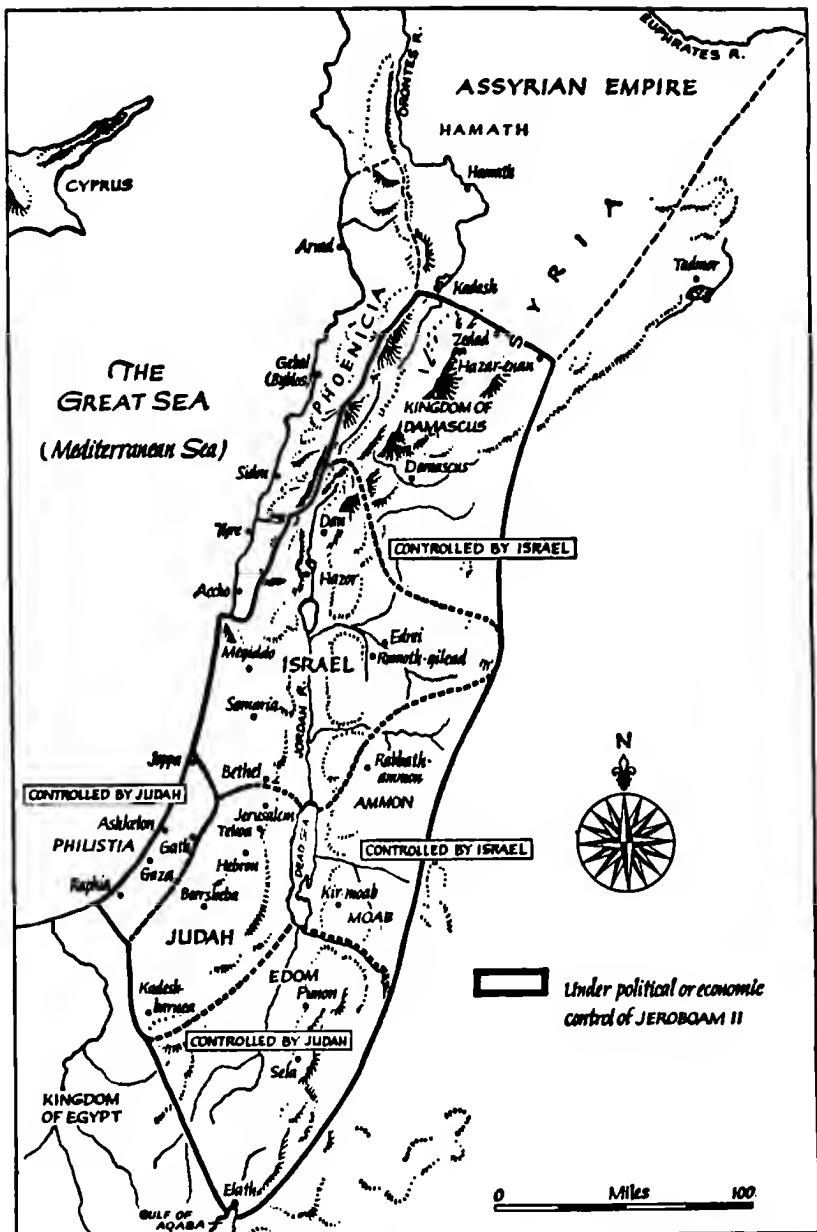 EUPHRATES R.
ORONTES R.
ASSYRIAN EMPIRE
HAMATH
Hamath
CYPRUS
SYRIA
Arvad
Tadmor
Kadesh
PHOENICIA
Zedad
Hazar-enan
Gebal
(Byblos)
THE
GREAT SEA
(Mediterranean Sea)
KINGDOM OF
DAMASCUS
Sidon
Damascus
Tyre
Dan
CONTROLLED BY ISRAEL
Hazor
Accho
Edrei
Ramoth-gilead
Megiddo
ISRAEL
JORDAN R.
Samaria
N
Joppa
Rabbath-
ammon
Bethel
AMMON
CONTROLLED BY JUDAH
Jerusalem
Ashkelon
Tekoa
PHILISTIA
Gath
DEAD SEA
CONTROLLED BY ISRAEL
Gaza
Hebron
Raphia
Beersheba
Kir-moab
MOAB
JUDAH
EDOM
Kadesh-
barnea
Punon
Under political or economic
control of JEROBOAM II
CONTROLLED BY JUDAH
Sela
KINGDOM
OF EGYPT
Elath
GULF OF
AQABA
0 Miles 100